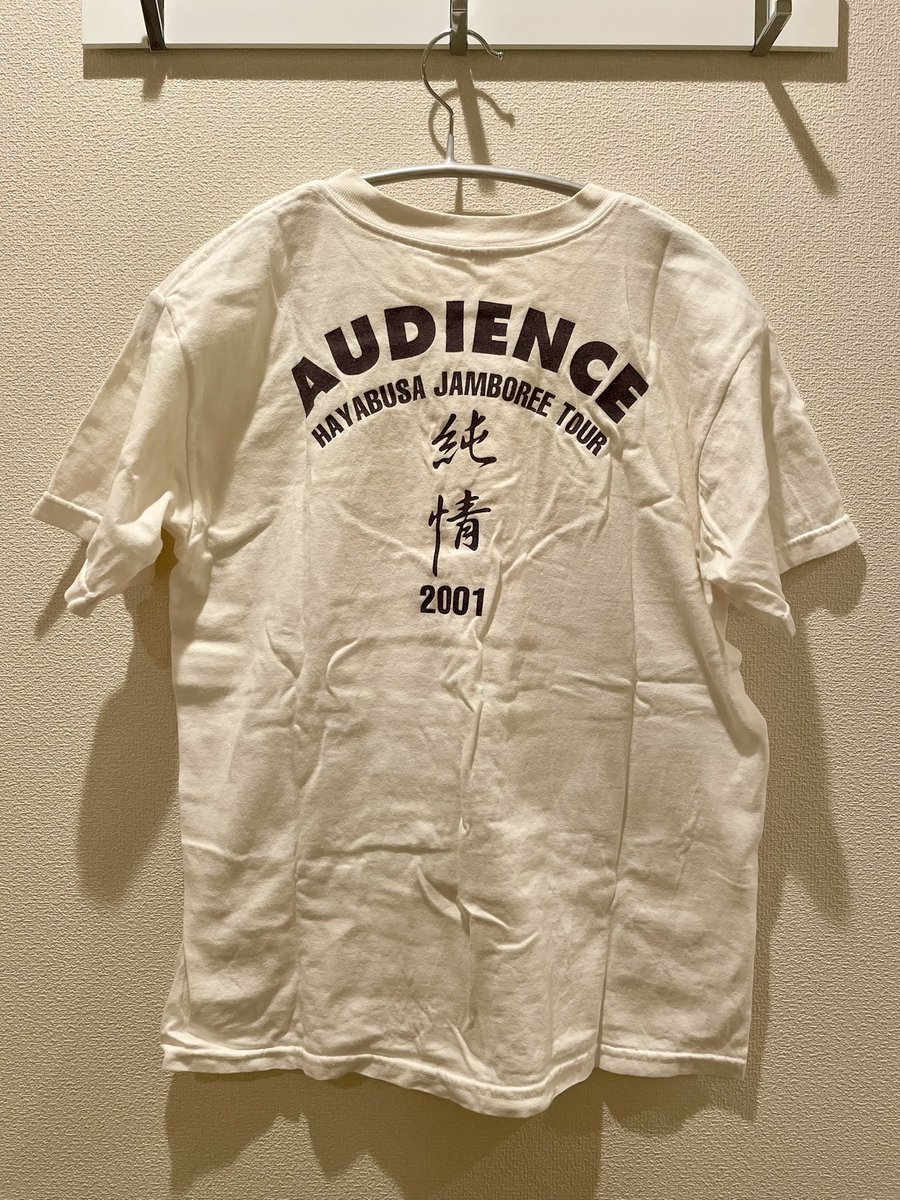 AUDIENCE
HAYABUSA JAMBOREE TOUR
純
情
2001